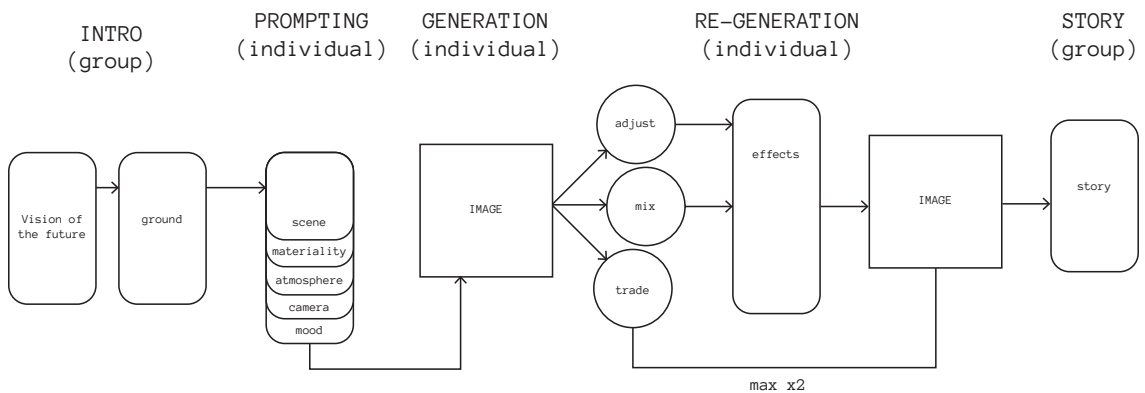 INTRO
(group)
PROMPTING
(individual)
GENERATION
(individual)
RE-GENERATION
(individual)
STORY
(group)
Vision of
the future
ground
scene
materiality
atmosphere
camera
mood
IMAGE
adjust
mix
trade
effects
IMAGE
story
max x2